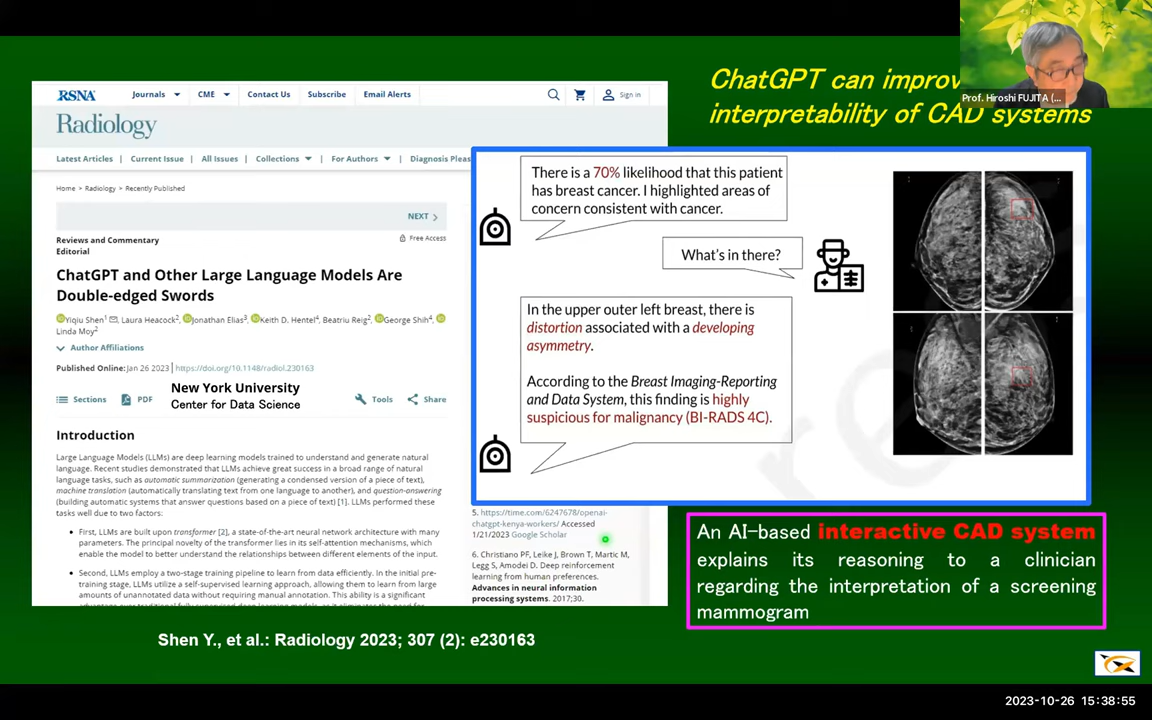 ChatGPT can improv
interpretability of CAD systems
Prof. Hiroshi FUJITA (...
RSNA
Journals
CME
Contact Us
Subscribe
Email Alerts
Sign in
Radiology
Latest Articles | Current Issue | All Issues | Collections | For Authors | Diagnosis Pleas
Home > Radiology > Recently Published
NEXT >
Reviews and Commentary
Free Access
Editorial
ChatGPT and Other Large Language Models Are
Double-edged Swords
Yiqiu Shen1, Laura Heacock2, Jonathan Elias3, Keith D. Hentel4, Beatriu Reig2, George Shih4,
Linda Moy2
Author Affiliations
Published Online: Jan 26 2023 | https://doi.org/10.1148/radiol.230163
New York University
Center for Data Science
Sections
PDF
Tools
Share
Introduction
Large Language Models (LLMs) are deep learning models trained to understand and generate natural
language. Recent studies demonstrated that LLMs achieve great success in a broad range of natural
language tasks, such as automatic summarization (generating a condensed version of a piece of text),
machine translation (automatically translating text from one language to another), and question-answering
(building automatic systems that answer questions based on a piece of text) [1]. LLMs performed these
tasks well due to two factors:
• First, LLMs are built upon transformer [2], a state-of-the-art neural network architecture with many
parameters. The principal novelty of the transformer lies in its self-attention mechanisms, which
enable the model to better understand the relationships between different elements of the input.
• Second, LLMs employ a two-stage training pipeline to learn from data efficiently. In the initial pre-
training stage, LLMs utilize a self-supervised learning approach, allowing them to learn from large
amounts of unannotated data without requiring manual annotation. This ability is a significant
There is a 70% likelihood that this patient
has breast cancer. I highlighted areas of
concern consistent with cancer.
What's in there?
In the upper outer left breast, there is
distortion associated with a developing
asymmetry.
According to the Breast Imaging-Reporting
and Data System, this finding is highly
suspicious for malignancy (BI-RADS 4C).
5. https://time.com/6247678/openai-
chatgpt-kenya-workers/ Accessed
1/21/2023 Google Scholar
6. Christiano PF, Leike J, Brown T, Martic M,
Legg S, Amodei D. Deep reinforcement
learning from human preferences.
Advances in neural information
processing systems. 2017;30.
An AI-based interactive CAD system
explains its reasoning to a clinician
regarding the interpretation of a screening
mammogram
Shen Y., et al.: Radiology 2023; 307 (2): e230163
2023-10-26 15:38:55